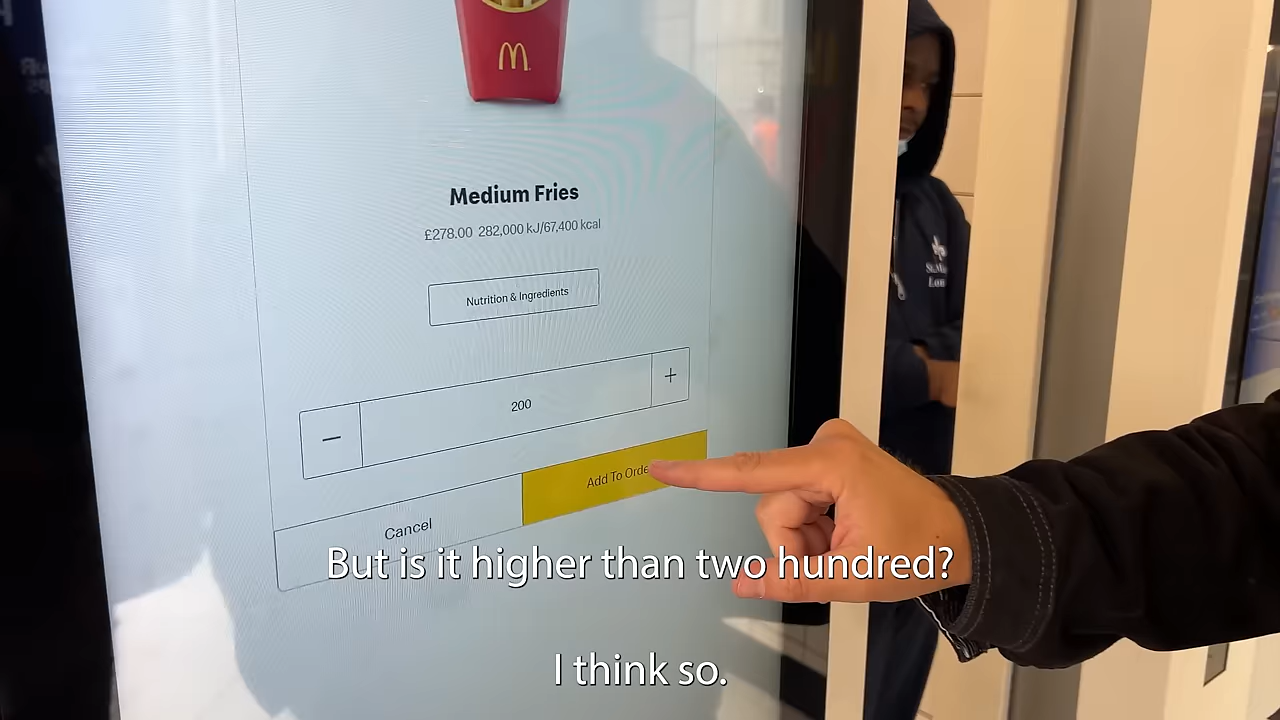 Medium Fries
£278.00 282,000 kJ/67,400 kcal
Nutrition & Ingredients
− 200 +
Add To Orde
Cancel
But is it higher than two hundred?
I think so.